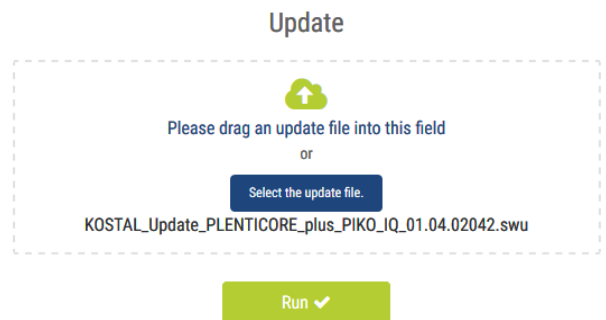 Update
Please drag an update file into this field
or
Select the update file.
KOSTAL_Update_PLENTICORE_plus_PIKO_IQ_01.04.02042.swu
Run